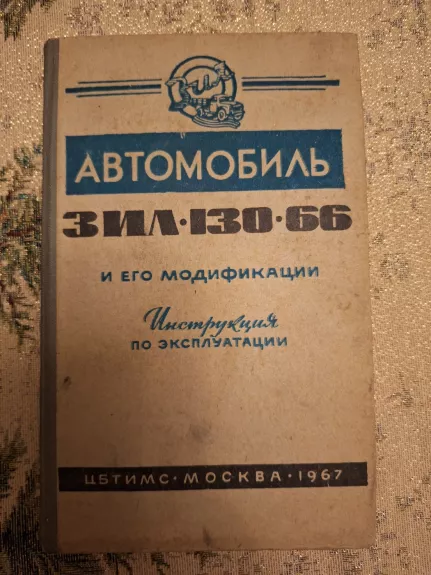 АВТОМОБИЛЬ
ЗИЛ·130·66
И ЕГО МОДИФИКАЦИИ
Инструкция
ПО ЭКСПЛУАТАЦИИ
ЦБТИМС·МОСКВА·1967